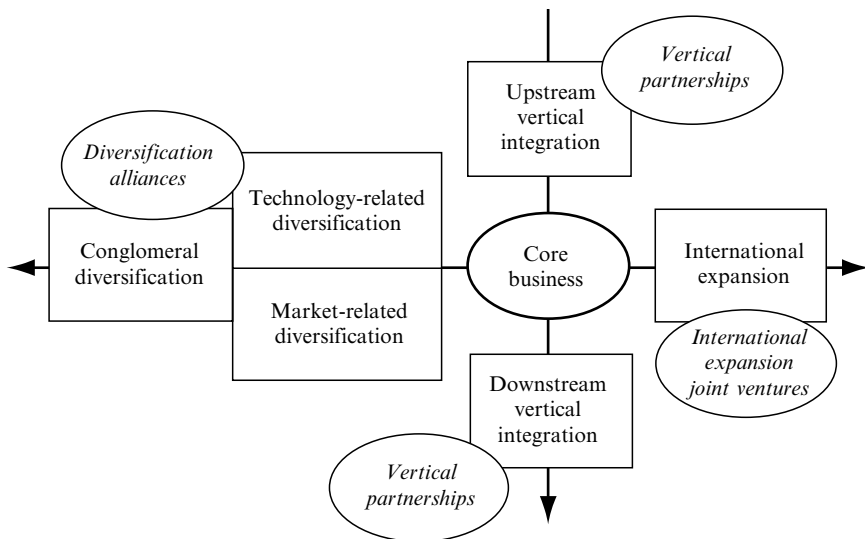 Vertical
partnerships
Upstream
vertical
integration
Diversification
alliances
Technology-related
diversification
Conglomeral
diversification
Market-related
diversification
Core
business
International
expansion
International
expansion
joint ventures
Downstream
vertical
integration
Vertical
partnerships